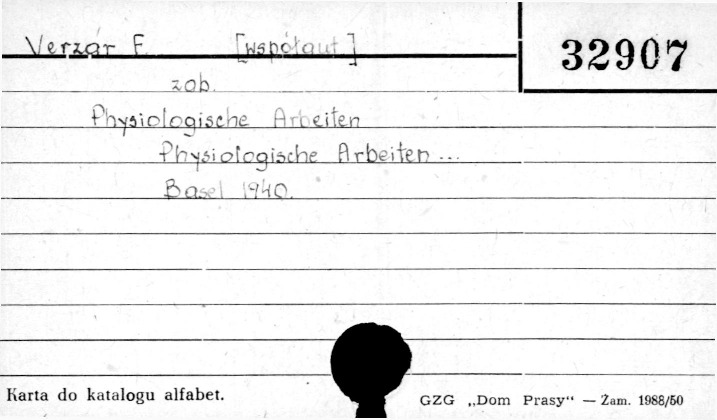 Verzár F. [współaut.]
32907
zob.
Physiologische Arbeiten
Physiologische Arbeiten...
Basel 1940.
Karta do katalogu alfabet.
GZG „Dom Prasy“ — Zam. 1988/50